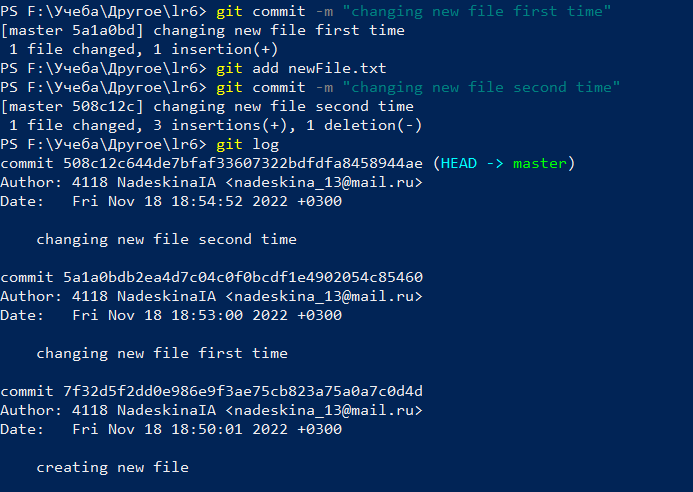 PS F:\Учеба\Другое\lr6> git commit -m "changing new file first time"
[master 5a1a0bd] changing new file first time
 1 file changed, 1 insertion(+)
PS F:\Учеба\Другое\lr6> git add newFile.txt
PS F:\Учеба\Другое\lr6> git commit -m "changing new file second time"
[master 508c12c] changing new file second time
 1 file changed, 3 insertions(+), 1 deletion(-)
PS F:\Учеба\Другое\lr6> git log
commit 508c12c644de7bfaf33607322bdfdfa8458944ae (HEAD -> master)
Author: 4118 NadeskinaIA <nadeskina_13@mail.ru>
Date:   Fri Nov 18 18:54:52 2022 +0300

    changing new file second time

commit 5a1a0bdb2ea4d7c04c0f0bcdf1e4902054c85460
Author: 4118 NadeskinaIA <nadeskina_13@mail.ru>
Date:   Fri Nov 18 18:53:00 2022 +0300

    changing new file first time

commit 7f32d5f2dd0e986e9f3ae75cb823a75a0a7c0d4d
Author: 4118 NadeskinaIA <nadeskina_13@mail.ru>
Date:   Fri Nov 18 18:50:01 2022 +0300

    creating new file